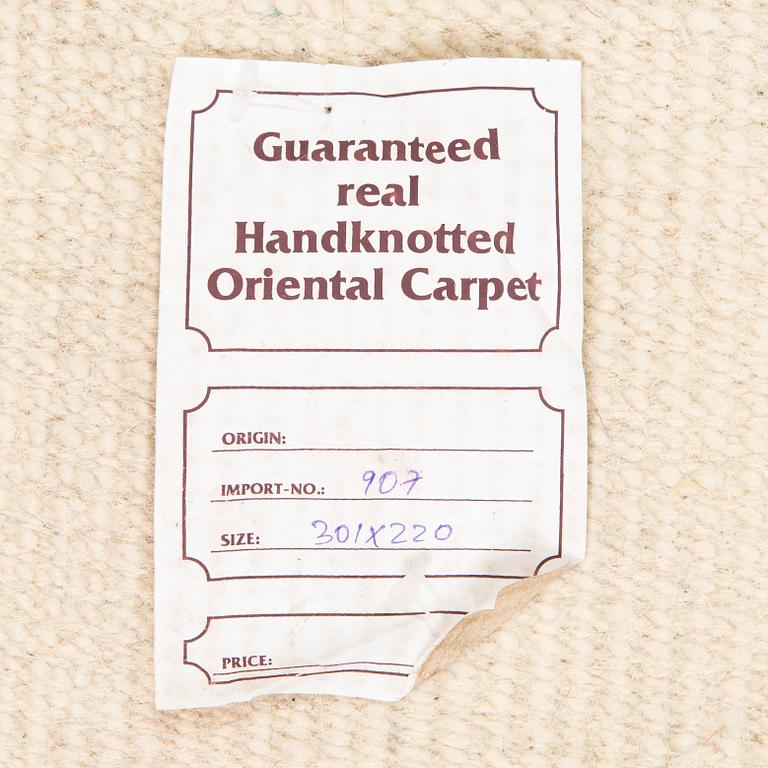 Guaranteed
real
Handknotted
Oriental Carpet
ORIGIN:
IMPORT-NO.: 907
SIZE: 301X220
PRICE: